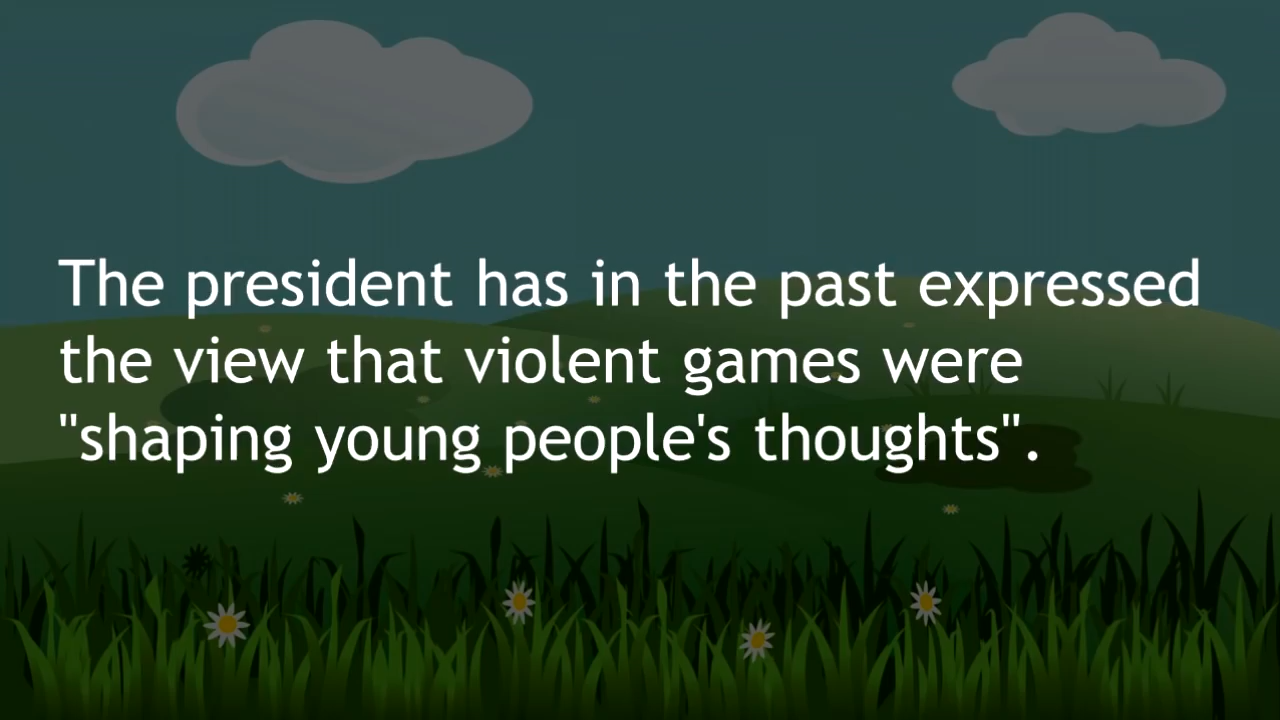 The president has in the past expressed
the view that violent games were
"shaping young people's thoughts".